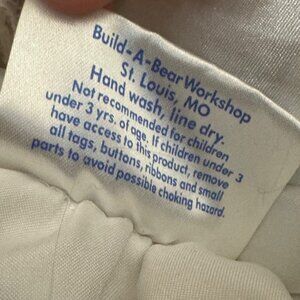 Build-A-Bear Workshop
St. Louis, MO
Hand wash, line dry.
Not recommended for children
under 3 yrs. of age. If children under 3
have access to this product, remove
all tags, buttons, ribbons and small
parts to avoid possible choking hazard.